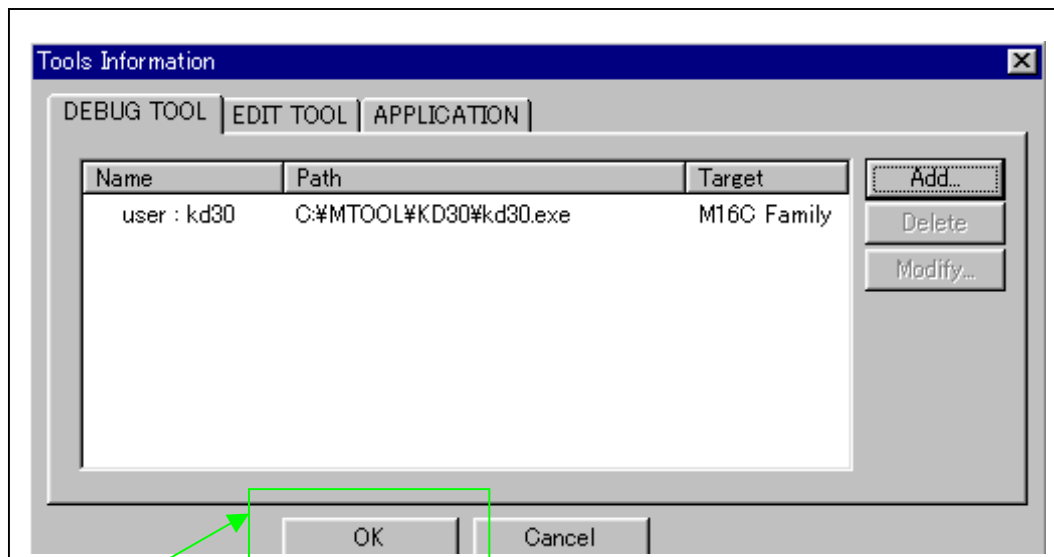 Tools Information
DEBUG TOOL EDIT TOOL APPLICATION
Name Path Target
user : kd30 C:¥MTOOL¥KD30¥kd30.exe M16C Family
Add...
Delete
Modify...
OK Cancel